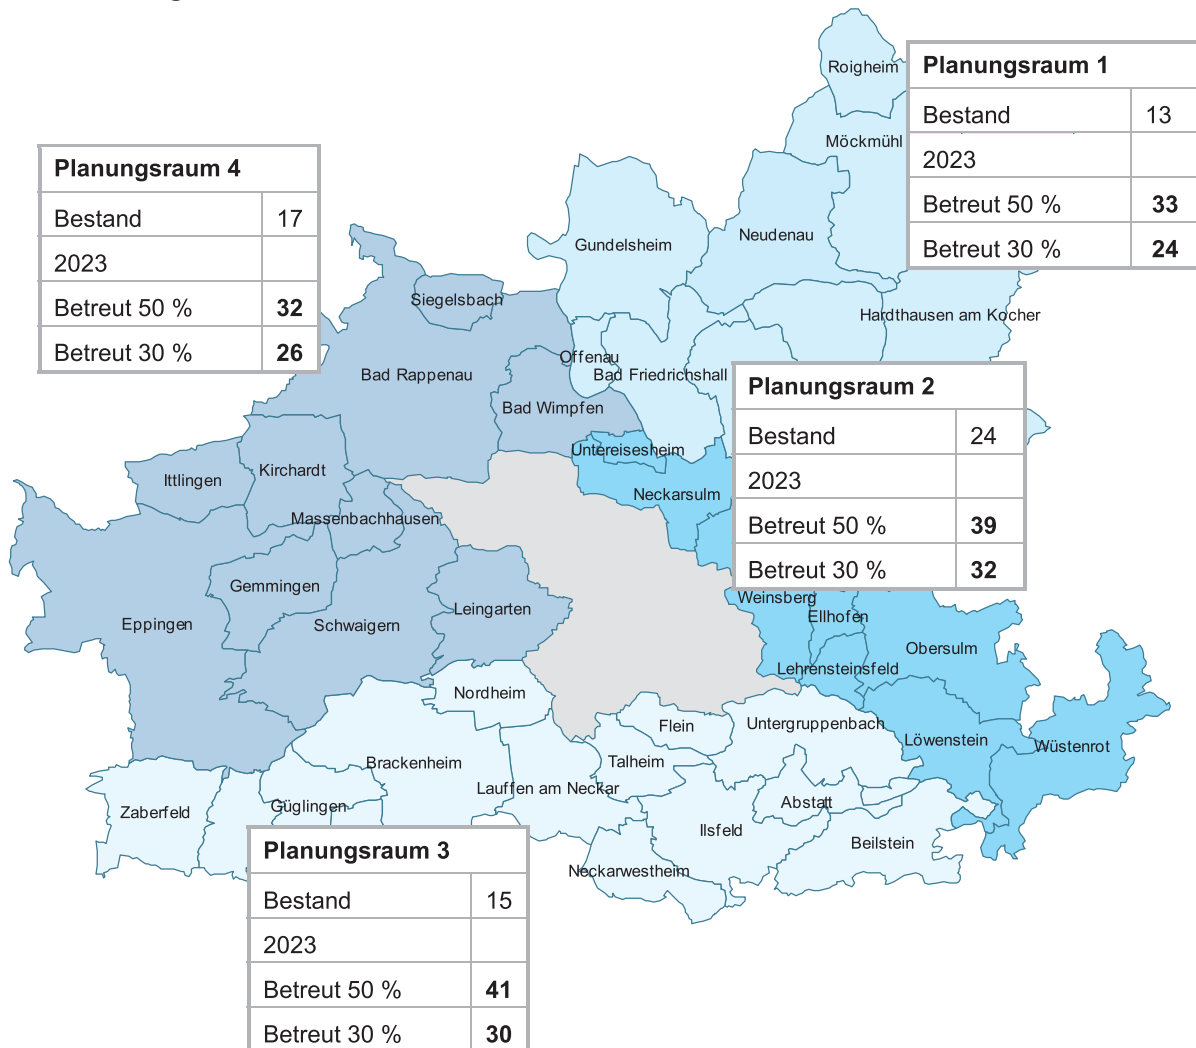 Roigheim
Planungsraum 1
Bestand 13
2023
Betreut 50 % 33
Betreut 30 % 24
Möckmühl
Planungsraum 4
Bestand 17
2023
Betreut 50 % 32
Betreut 30 % 26
Neudenau
Gundelsheim
Siegelsbach
Hardthausen am Kocher
Offenau
Bad Rappenau
Bad Friedrichshall
Planungsraum 2
Bestand 24
2023
Betreut 50 % 39
Betreut 30 % 32
Bad Wimpfen
Untereisesheim
Kirchardt
Ittlingen
Neckarsulm
Massenbachhausen
Gemmingen
Weinsberg
Leingarten
Ellhofen
Eppingen
Schwaigern
Obersulm
Lehrensteinsfeld
Nordheim
Flein
Untergruppenbach
Löwenstein
Wüstenrot
Brackenheim
Talheim
Lauffen am Neckar
Abstatt
Güglingen
Zaberfeld
Ilsfeld
Beilstein
Neckarwestheim
Planungsraum 3
Bestand 15
2023
Betreut 50 % 41
Betreut 30 % 30